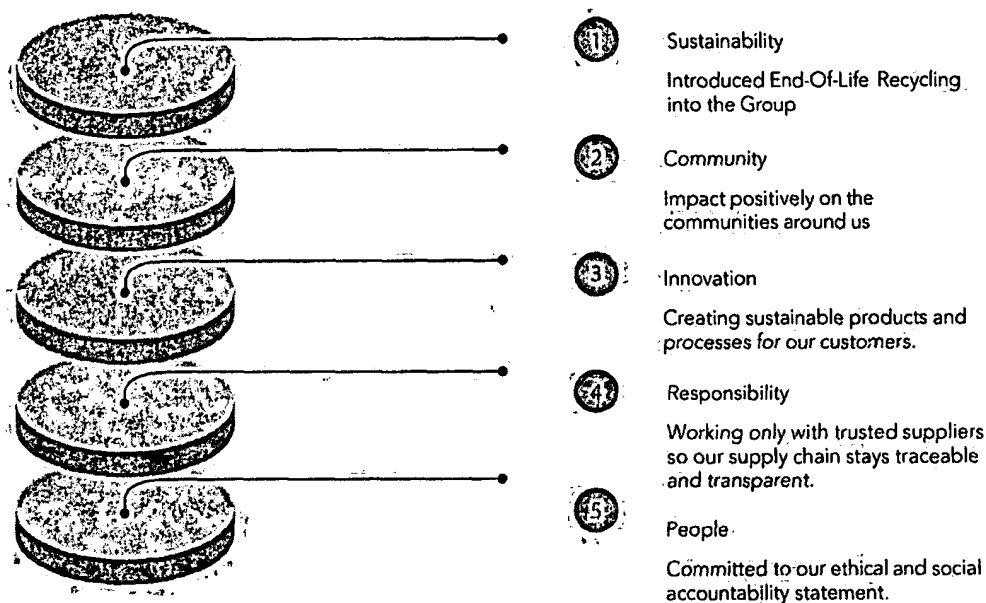 1
Sustainability
Introduced End-Of-Life Recycling
into the Group
2
Community
Impact positively on the
communities around us
3
Innovation
Creating sustainable products and
processes for our customers.
4
Responsibility
Working only with trusted suppliers
so our supply chain stays traceable
and transparent.
5
People
Committed to our ethical and social
accountability statement.